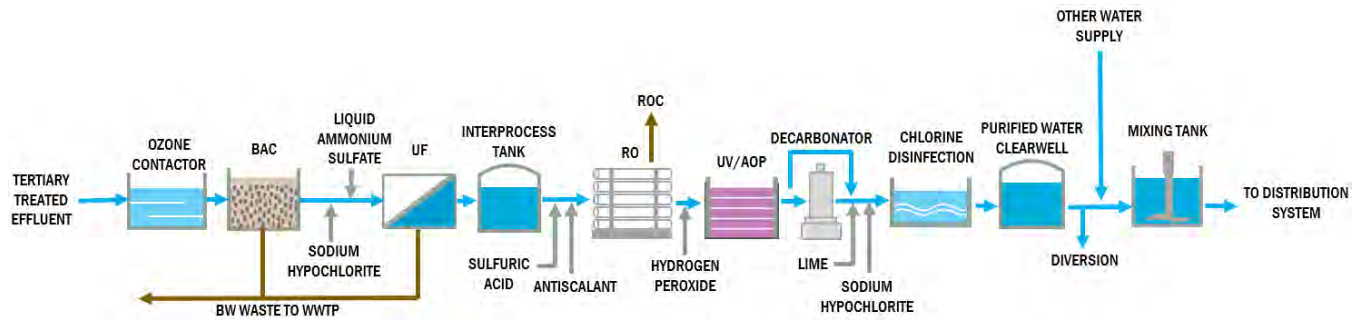 OTHER WATER
SUPPLY
ROC
LIQUID
AMMONIUM
SULFATE
OZONE
CONTACTOR
BAC
UF
INTERPROCESS
TANK
RO
UV/AOP
DECARBONATOR
CHLORINE
DISINFECTION
PURIFIED WATER
CLEARWELL
MIXING TANK
TERTIARY
TREATED
EFFLUENT
TO DISTRIBUTION
SYSTEM
SODIUM
HYPOCHLORITE
SULFURIC
ACID
ANTISCALANT
HYDROGEN
PEROXIDE
LIME
SODIUM
HYPOCHLORITE
DIVERSION
BW WASTE TO WWTP